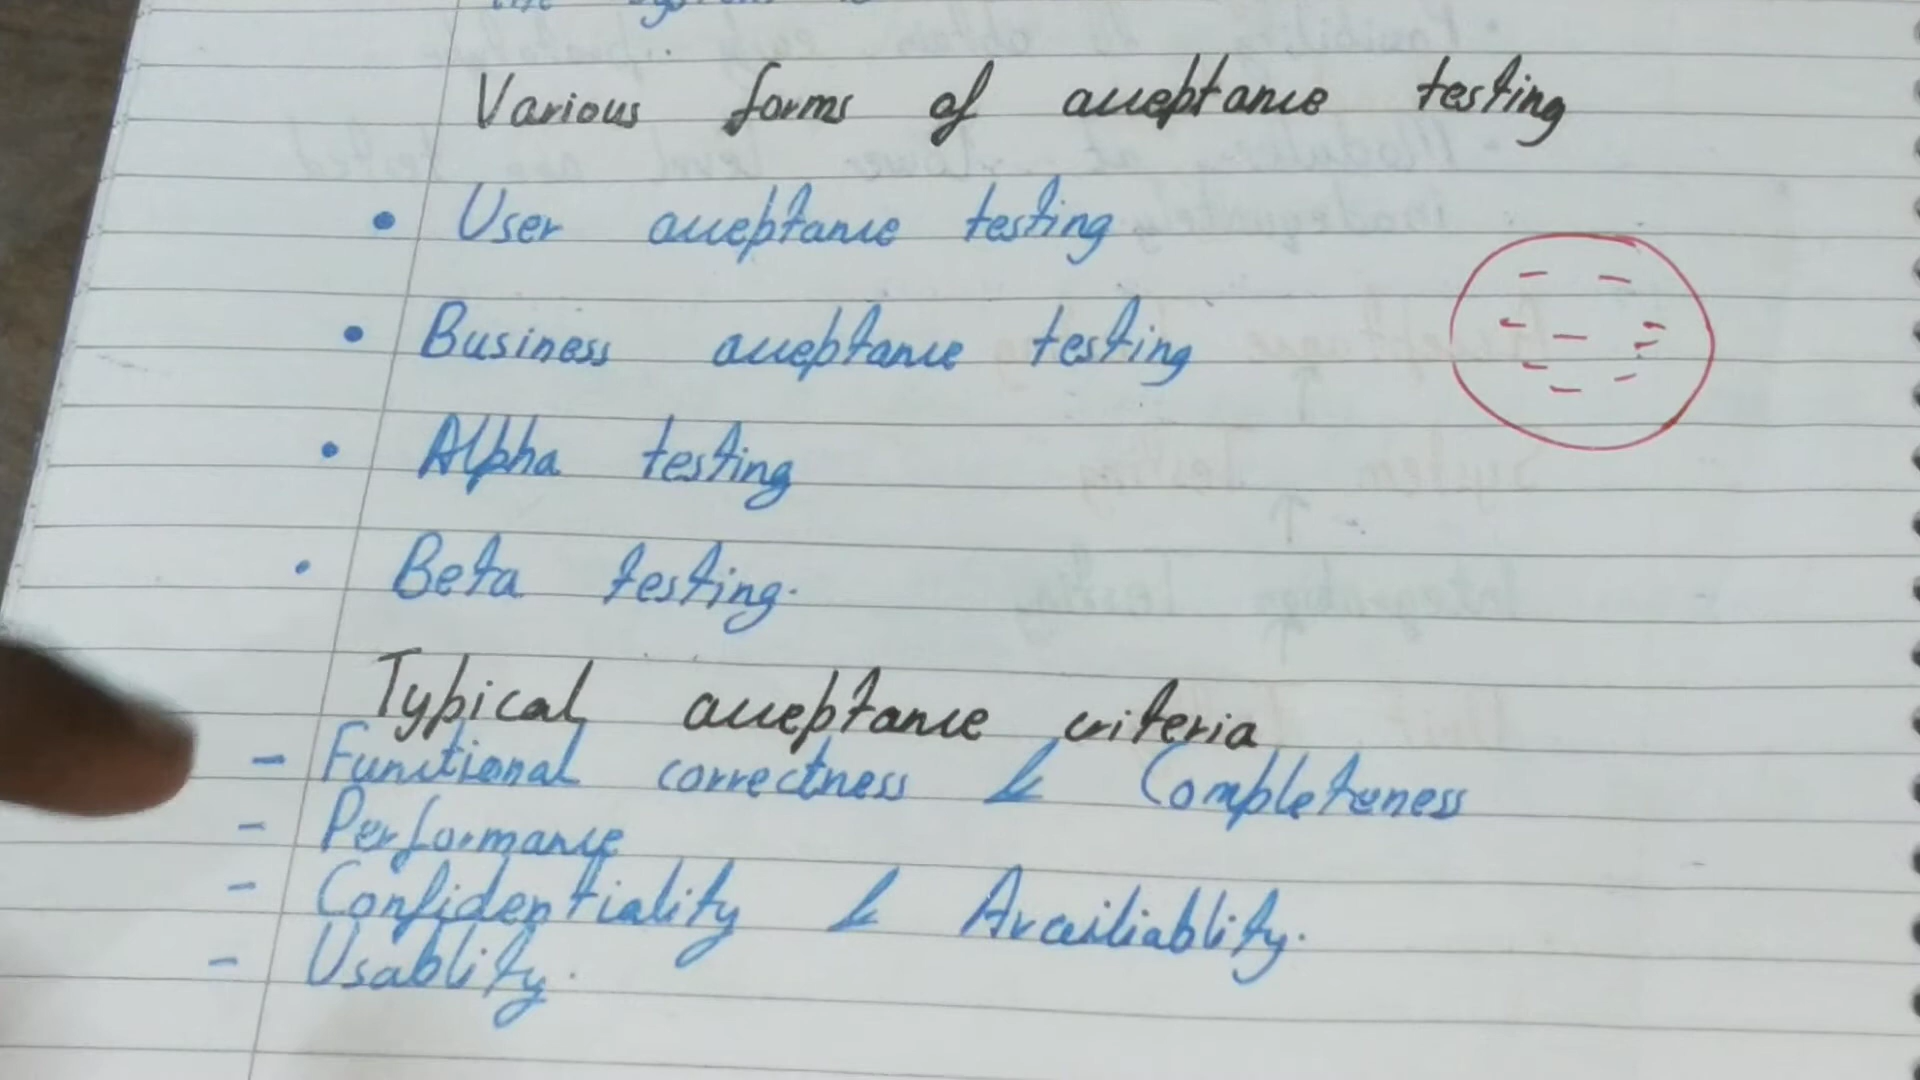 Various forms of acceptance testing
• User acceptance testing
• Business acceptance testing
• Alpha testing
• Beta testing.
Typical acceptance criteria
- Functional correctness & Completeness
- Performance
- Confidentiality & Availiablity.
- Usablity.